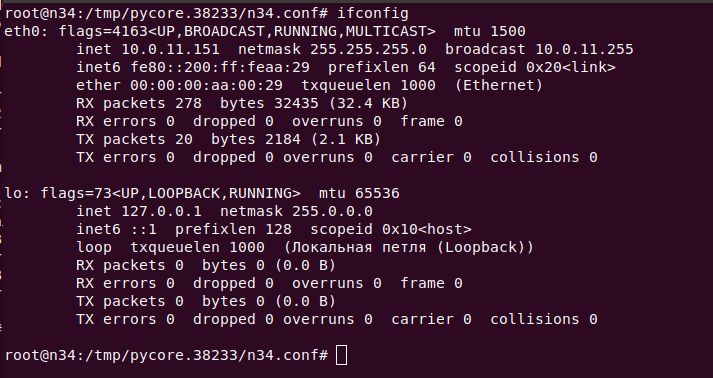 root@n34:/tmp/pycore.38233/n34.conf# ifconfig
eth0: flags=4163<UP,BROADCAST,RUNNING,MULTICAST>  mtu 1500
        inet 10.0.11.151  netmask 255.255.255.0  broadcast 10.0.11.255
        inet6 fe80::200:ff:feaa:29  prefixlen 64  scopeid 0x20<link>
        ether 00:00:00:aa:00:29  txqueuelen 1000  (Ethernet)
        RX packets 278  bytes 32435 (32.4 KB)
        RX errors 0  dropped 0  overruns 0  frame 0
        TX packets 20  bytes 2184 (2.1 KB)
        TX errors 0  dropped 0 overruns 0  carrier 0  collisions 0

lo: flags=73<UP,LOOPBACK,RUNNING>  mtu 65536
        inet 127.0.0.1  netmask 255.0.0.0
        inet6 ::1  prefixlen 128  scopeid 0x10<host>
        loop  txqueuelen 1000  (Локальная петля (Loopback))
        RX packets 0  bytes 0 (0.0 B)
        RX errors 0  dropped 0  overruns 0  frame 0
        TX packets 0  bytes 0 (0.0 B)
        TX errors 0  dropped 0 overruns 0  carrier 0  collisions 0

root@n34:/tmp/pycore.38233/n34.conf#